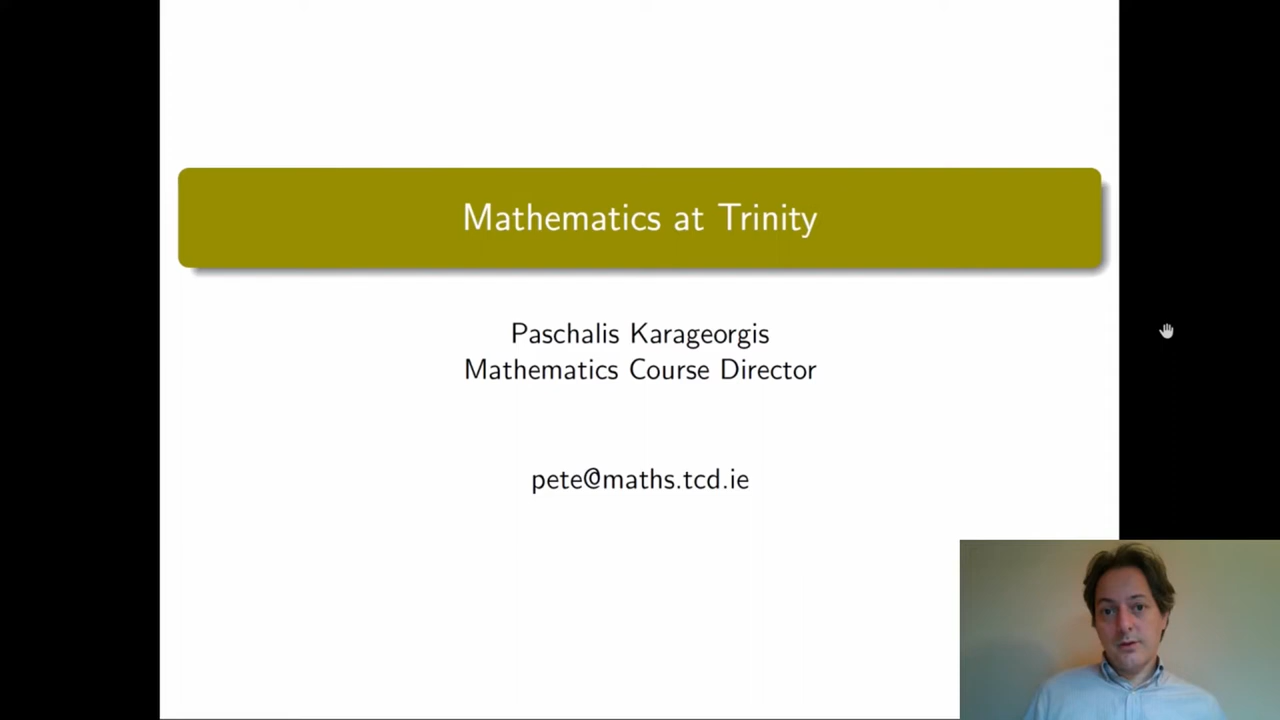 Mathematics at Trinity
Paschalis Karageorgis
Mathematics Course Director
pete@maths.tcd.ie